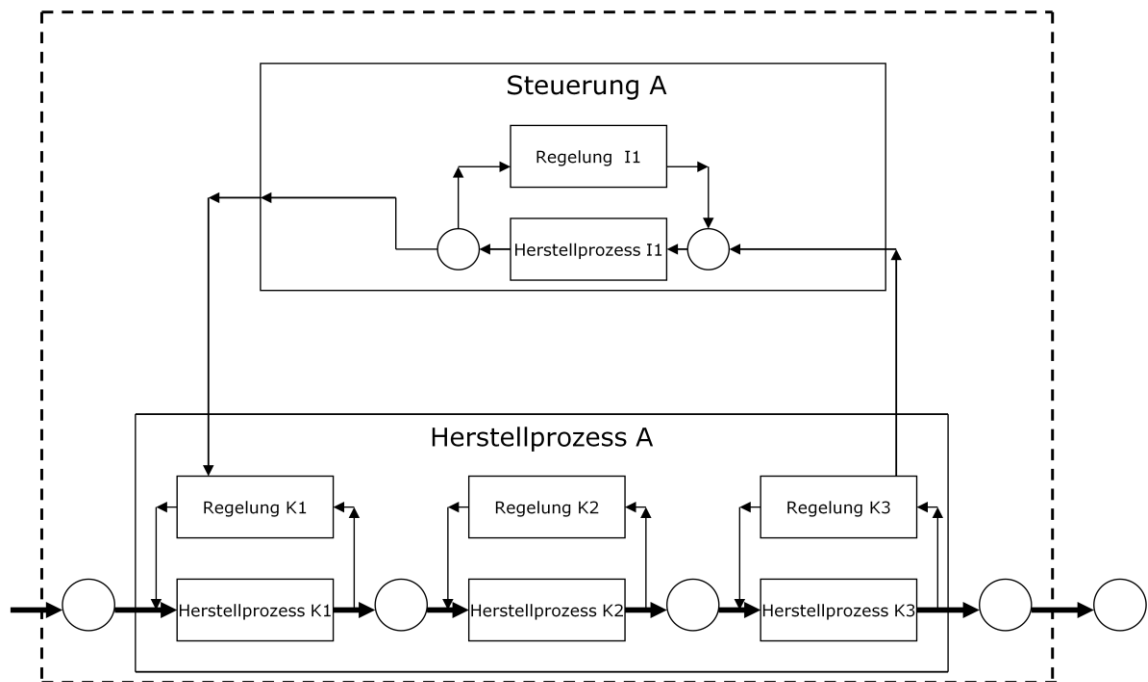 Steuerung A
Regelung I1
Herstellprozess I1
Herstellprozess A
Regelung K1
Regelung K2
Regelung K3
Herstellprozess K1
Herstellprozess K2
Herstellprozess K3